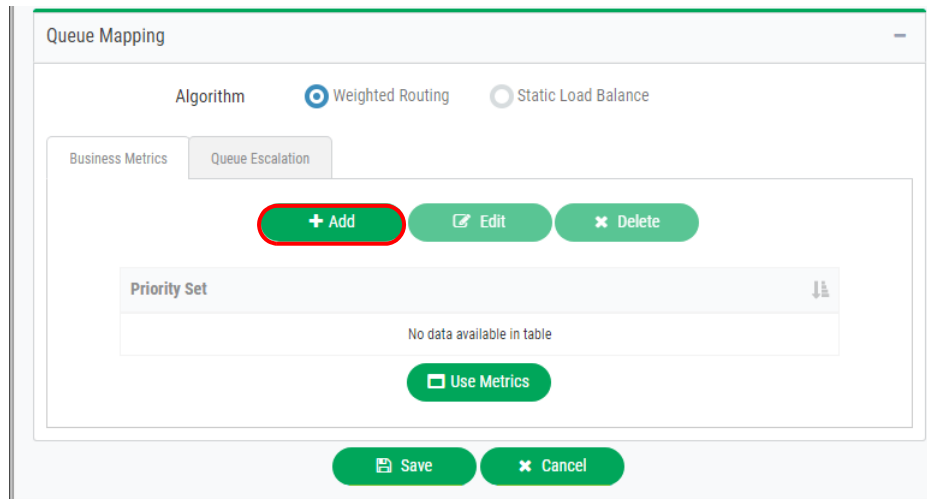 Queue Mapping
Algorithm Weighted Routing Static Load Balance
Business Metrics Queue Escalation
Add Edit Delete
Priority Set
No data available in table
Use Metrics
Save Cancel